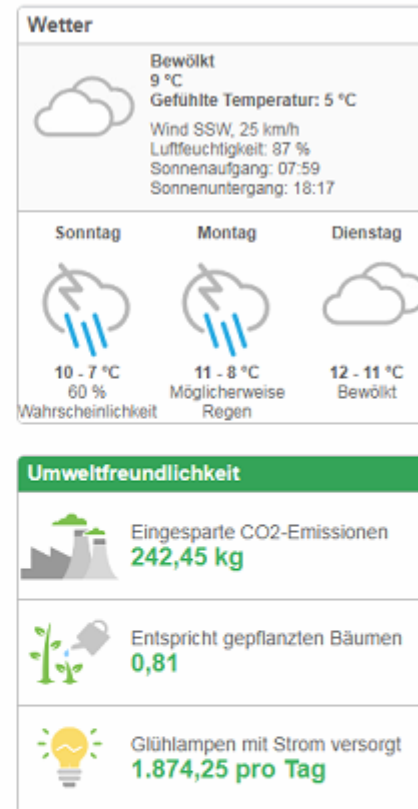 Wetter
Bewölkt
9 °C
Gefühlte Temperatur: 5 °C
Wind SSW, 25 km/h
Luftfeuchtigkeit: 87 %
Sonnenaufgang: 07:59
Sonnenuntergang: 18:17
Sonntag Montag Dienstag
10 - 7 °C 11 - 8 °C 12 - 11 °C
60 % Möglicherweise Bewölkt
Wahrscheinlichkeit Regen
Umweltfreundlichkeit
Eingesparte CO2-Emissionen
242,45 kg
Entspricht gepflanzten Bäumen
0,81
Glühlampen mit Strom versorgt
1.874,25 pro Tag